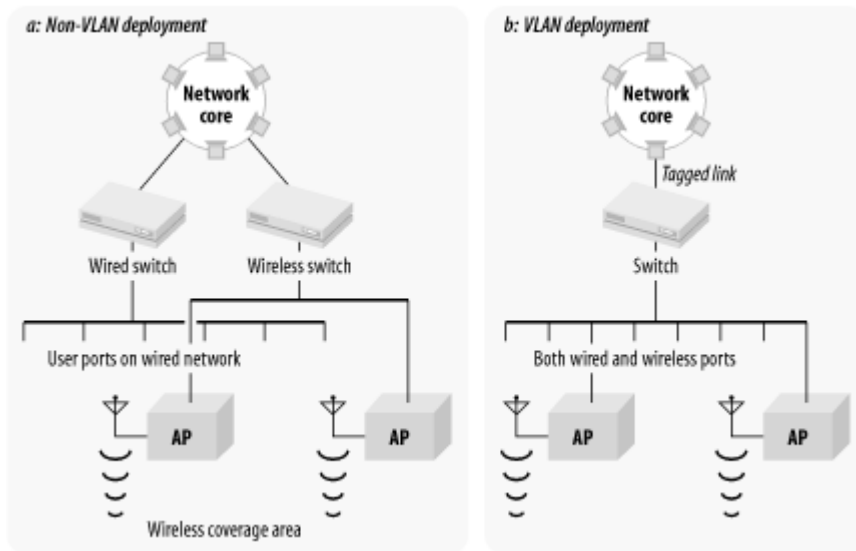 a: Non-VLAN deployment
Network
core
Wired switch
Wireless switch
User ports on wired network
AP
AP
Wireless coverage area
b: VLAN deployment
Network
core
Tagged link
Switch
Both wired and wireless ports
AP
AP